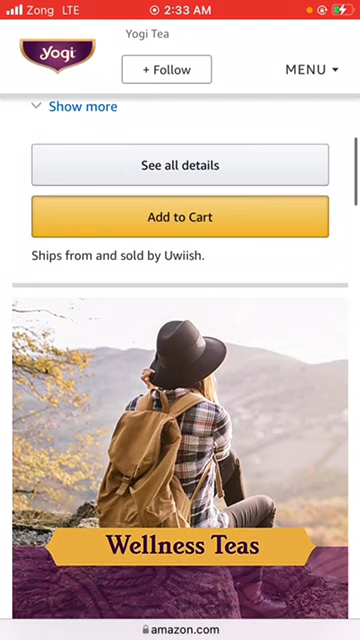 Zong LTE 2:33 AM
Yogi Tea
yogi
+ Follow
MENU
Show more
See all details
Add to Cart
Ships from and sold by Uwiish.
Wellness Teas
amazon.com